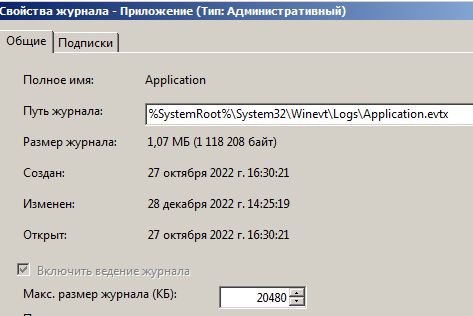 Свойства журнала - Приложение (Тип: Административный)
Общие Подписки
Полное имя: Application
Путь журнала: %SystemRoot%\System32\Winevt\Logs\Application.evtx
Размер журнала: 1,07 МБ (1 118 208 байт)
Создан: 27 октября 2022 г. 16:30:21
Изменен: 28 декабря 2022 г. 14:25:19
Открыт: 27 октября 2022 г. 16:30:21
Включить ведение журнала
Макс. размер журнала (КБ): 20480